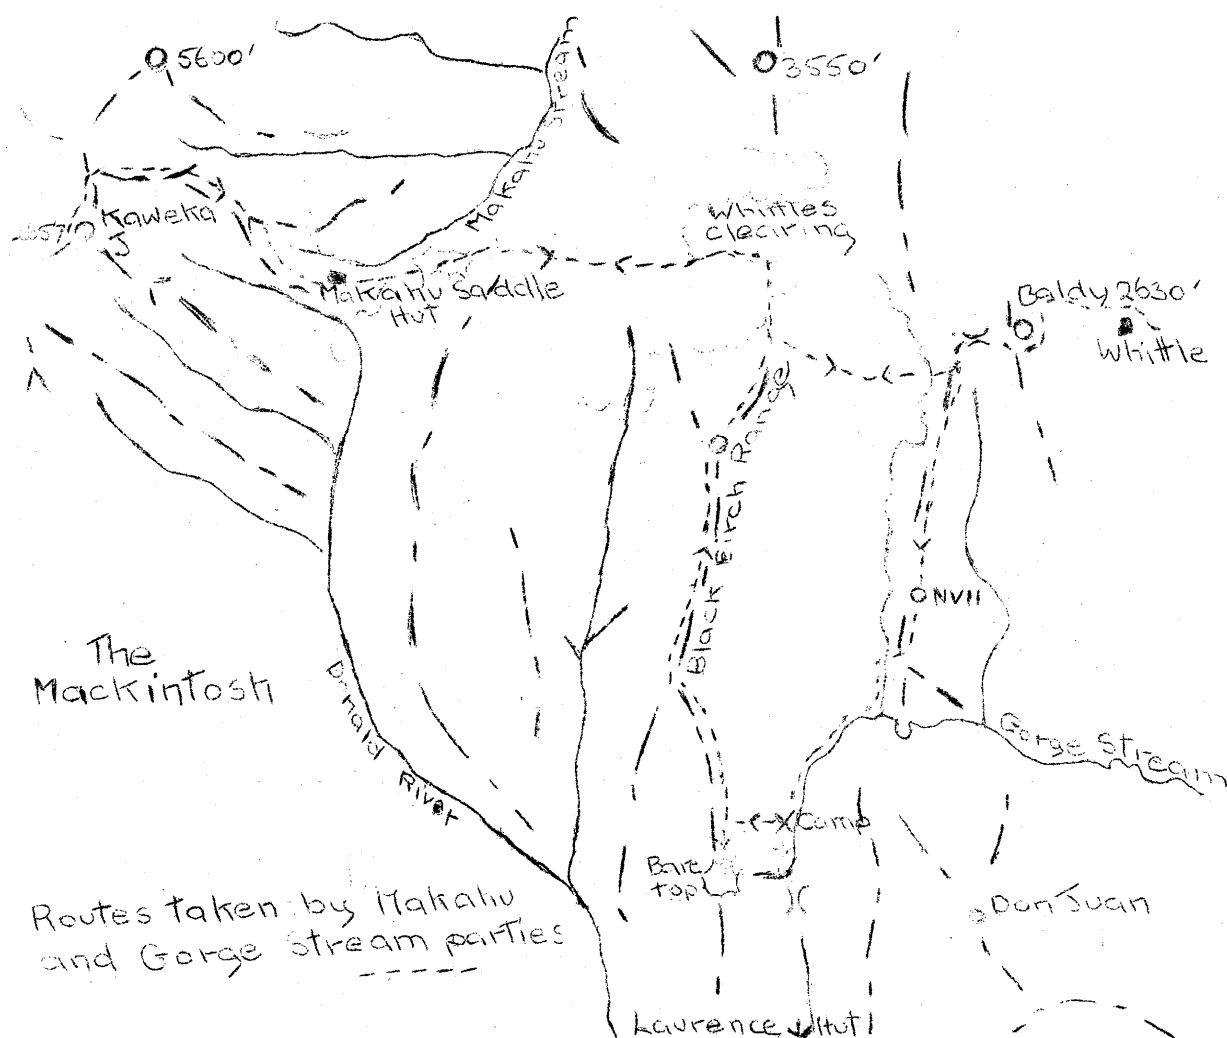 5600'
3550'
Makahu Stream
Kaweka
J
Whittles
clearing
Makahu Saddle
Hut
Baldy 2630'
Whittle
Black Birch Range
NVII
The
Mackintosh
Donald River
Gorge Stream
Camp
Bare
top
Don Juan
Routes taken by Makahu
and Gorge Stream parties
Laurence Hut